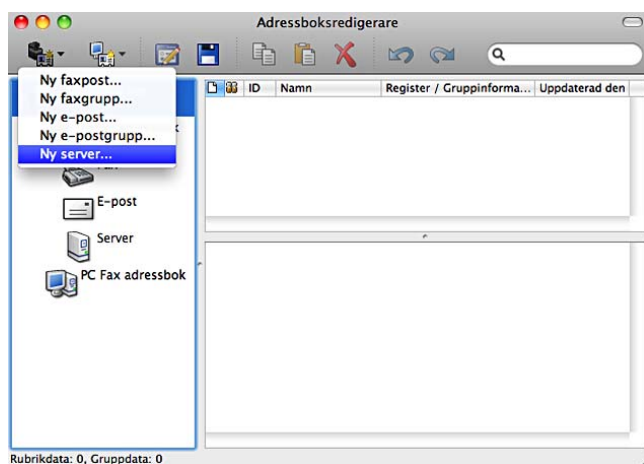 Adressboksredigerare
Ny faxpost...
Ny faxgrupp...
Ny e-post...
Ny e-postgrupp...
Ny server...
ID Namn Register / Gruppinforma... Uppdaterad den
E-post
Server
PC Fax adressbok
Rubrikdata: 0, Gruppdata: 0